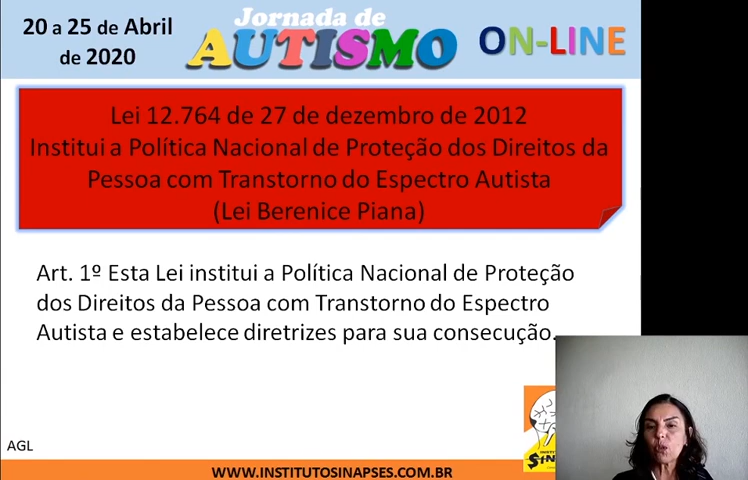 20 a 25 de Abril
de 2020
Jornada de
AUTISMO ON-LINE
Lei 12.764 de 27 de dezembro de 2012
Institui a Política Nacional de Proteção dos Direitos da
Pessoa com Transtorno do Espectro Autista
(Lei Berenice Piana)
Art. 1º Esta Lei institui a Política Nacional de Proteção
dos Direitos da Pessoa com Transtorno do Espectro
Autista e estabelece diretrizes para sua consecução.
AGL
WWW.INSTITUTOSINAPSES.COM.BR